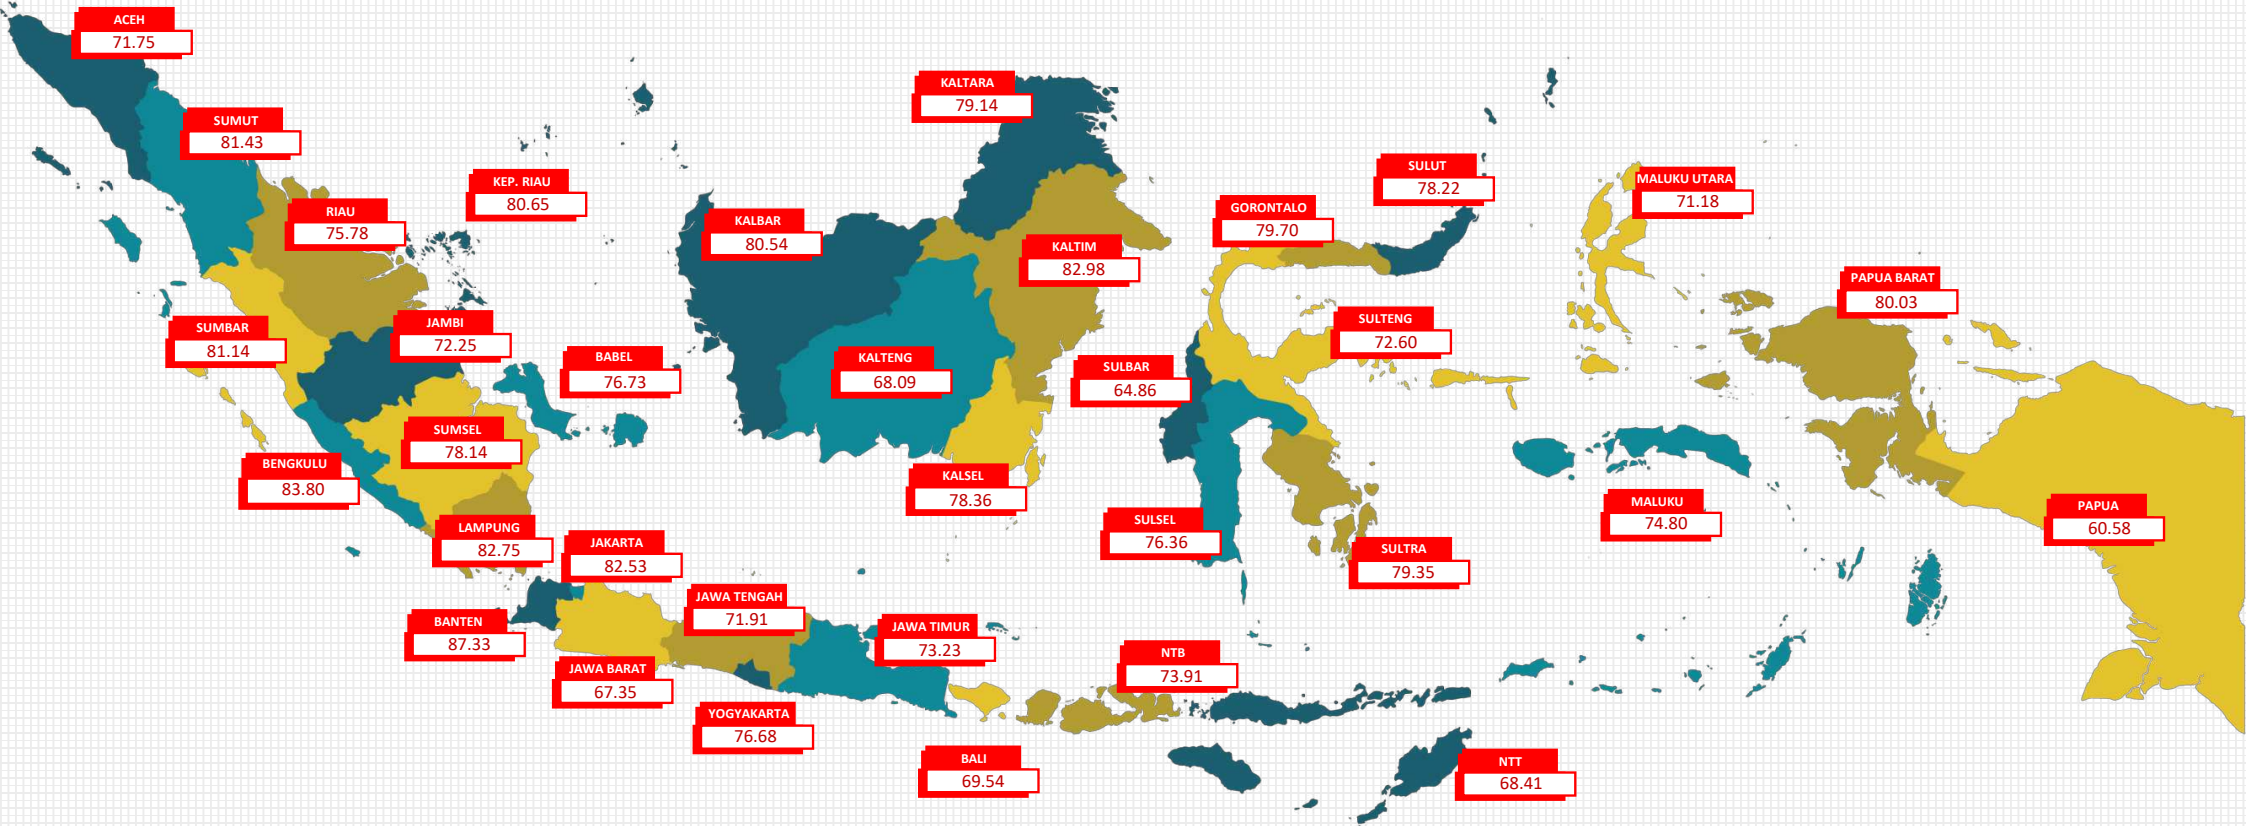 ACEH
71.75
SUMUT
81.43
KEP. RIAU
80.65
RIAU
75.78
SUMBAR
81.14
JAMBI
72.25
BABEL
76.73
SUMSEL
78.14
BENGKULU
83.80
LAMPUNG
82.75
JAKARTA
82.53
BANTEN
87.33
JAWA BARAT
67.35
JAWA TENGAH
71.91
YOGYAKARTA
76.68
JAWA TIMUR
73.23
BALI
69.54
NTB
73.91
NTT
68.41
KALTARA
79.14
KALBAR
80.54
KALTIM
82.98
KALTENG
68.09
KALSEL
78.36
SULUT
78.22
GORONTALO
79.70
SULTENG
72.60
SULBAR
64.86
SULSEL
76.36
SULTRA
79.35
MALUKU UTARA
71.18
MALUKU
74.80
PAPUA BARAT
80.03
PAPUA
60.58